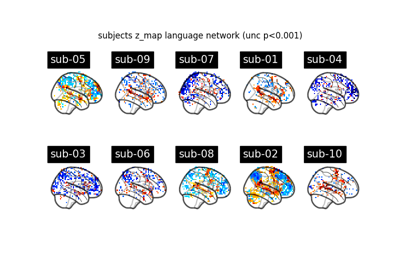 subjects z_map language network (unc p<0.001)
sub-05 sub-09 sub-07 sub-01 sub-04
sub-03 sub-06 sub-08 sub-02 sub-10